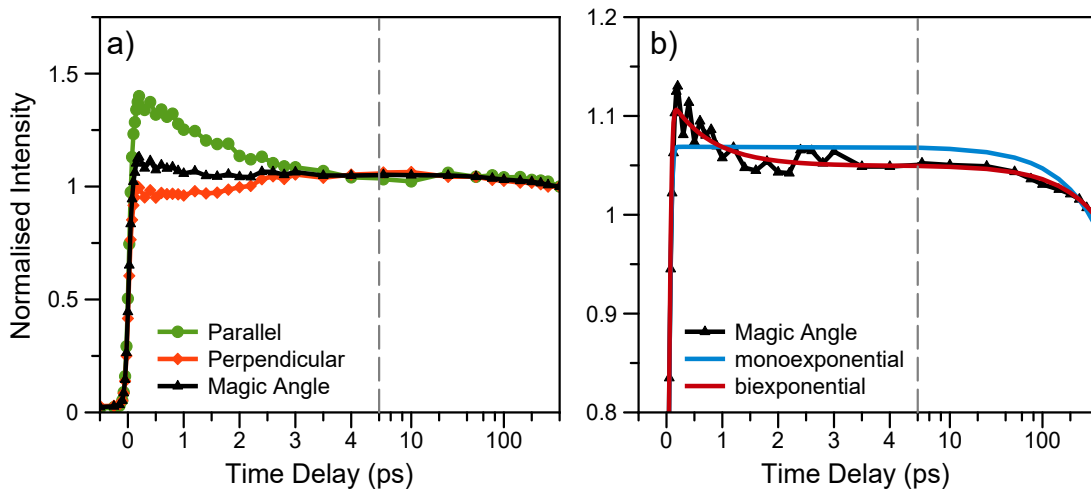 a)
Normalised Intensity
1.5
1
0.5
0
Parallel
Perpendicular
Magic Angle
0 1 2 3 4 10 100
Time Delay (ps)
b)
1.2
1.1
1
0.9
0.8
Magic Angle
monoexponential
biexponential
0 1 2 3 4 10 100
Time Delay (ps)